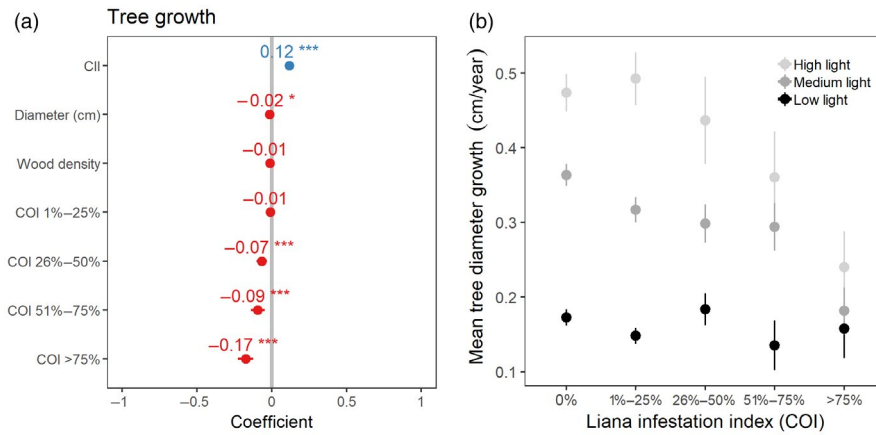 (a)
Tree growth
CII
Diameter (cm)
Wood density
COI 1%–25%
COI 26%–50%
COI 51%–75%
COI >75%
0.12 ***
−0.02 *
−0.01
−0.01
−0.07 ***
−0.09 ***
−0.17 ***
−1
−0.5
0
0.5
1
Coefficient
(b)
Mean tree diameter growth (cm/year)
0.5
0.4
0.3
0.2
0.1
High light
Medium light
Low light
0%
1%–25%
26%–50%
51%–75%
>75%
Liana infestation index (COI)